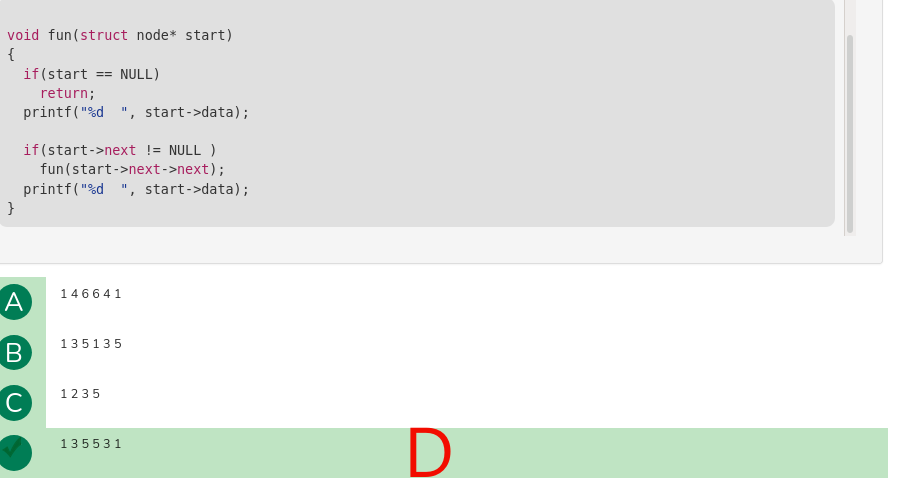 void fun(struct node* start)
{
  if(start == NULL)
    return;
  printf("%d  ", start->data);

  if(start->next != NULL )
    fun(start->next->next);
  printf("%d  ", start->data);
}
A 1 4 6 6 4 1
B 1 3 5 1 3 5
C 1 2 3 5
1 3 5 5 3 1 D